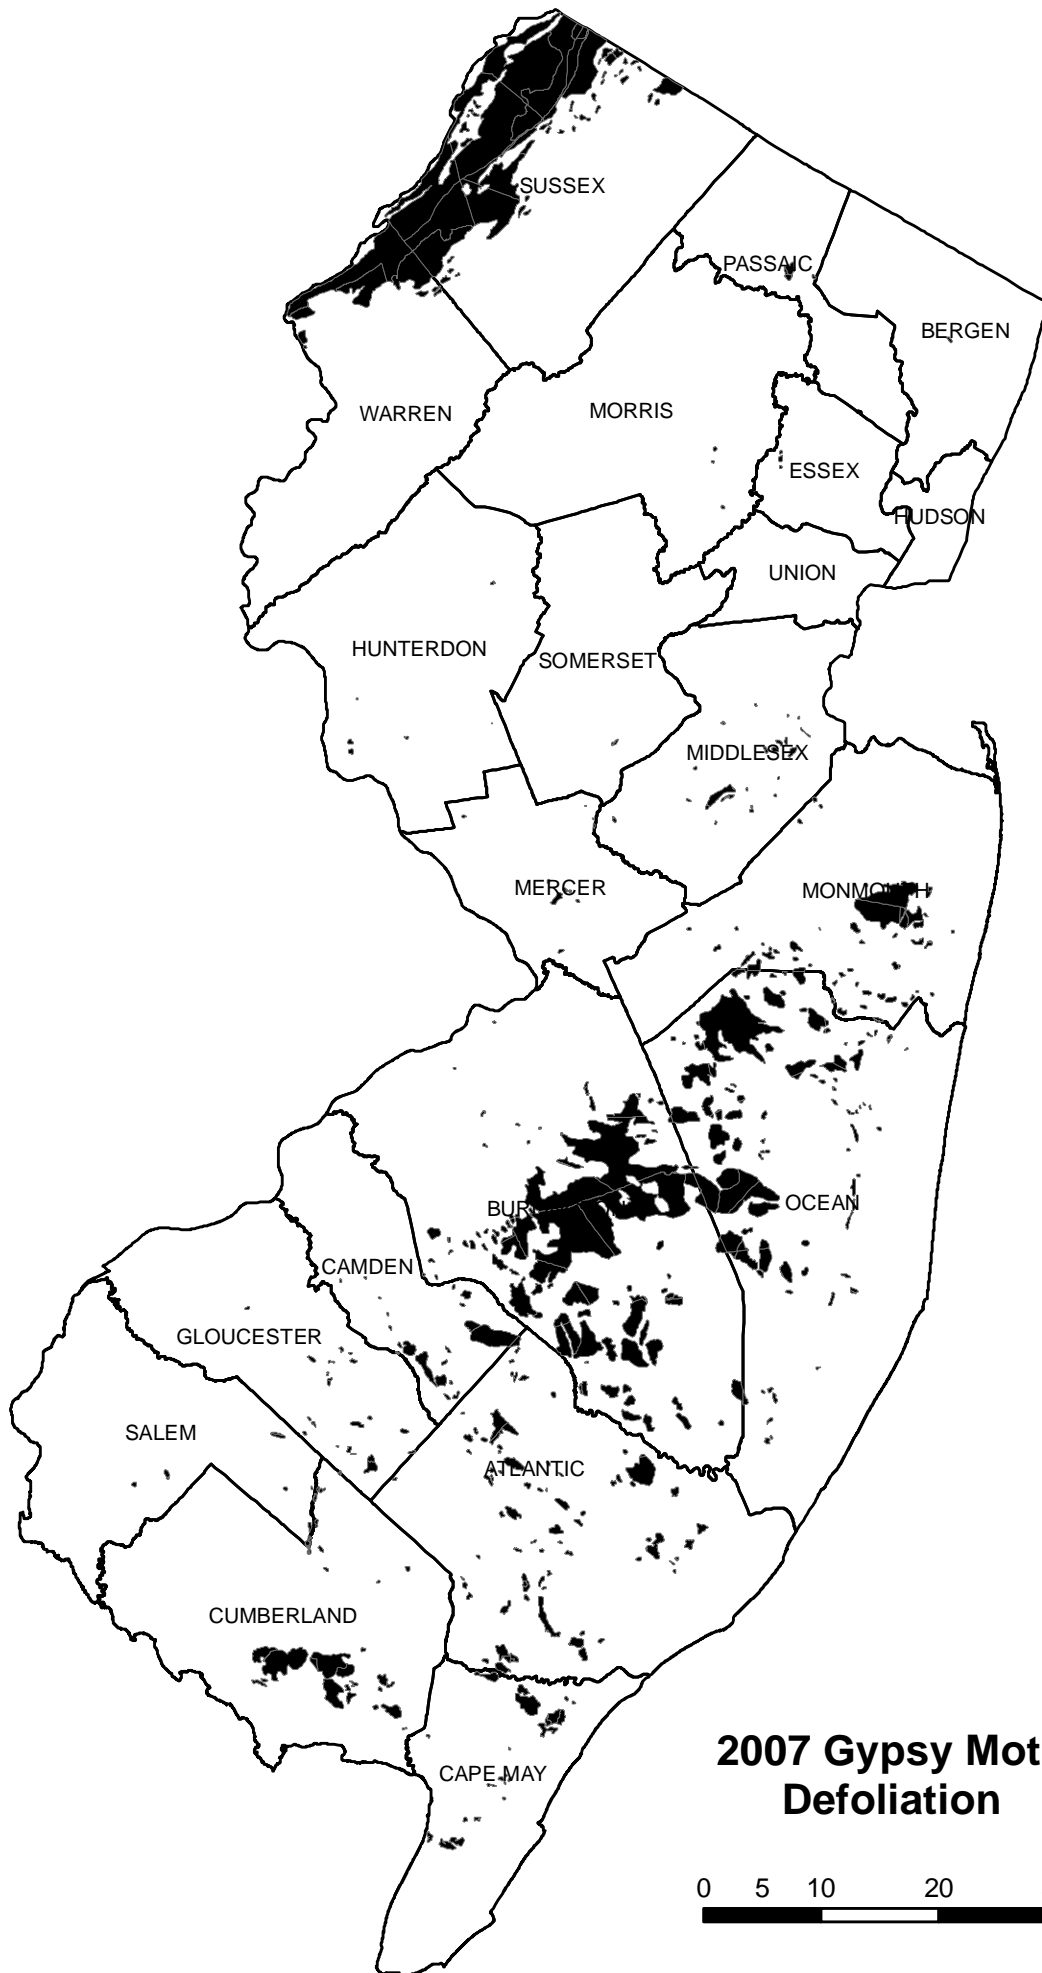 SUSSEX
PASSAIC
BERGEN
WARREN
MORRIS
ESSEX
HUDSON
UNION
HUNTERDON
SOMERSET
MIDDLESEX
MERCER
MONMOUTH
OCEAN
CAMDEN
GLOUCESTER
SALEM
ATLANTIC
CUMBERLAND
CAPE MAY
2007 Gypsy Mot
Defoliation
0 5 10 20